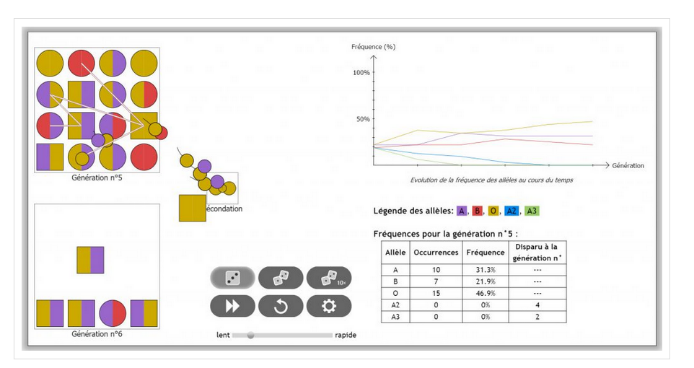 Fréquence (%)
100%
50%
Génération
Evolution de la fréquence des allèles au cours du temps
Génération n°5
écondation
Légende des allèles: A, B, O, A2, A3
Fréquences pour la génération n°5 :
Allèle Occurrences Fréquence Disparu à la génération n°
A 10 31.3% ---
B 7 21.9% ---
O 15 46.9% ---
A2 0 0% 4
A3 0 0% 2
10×
lent rapide
Génération n°6